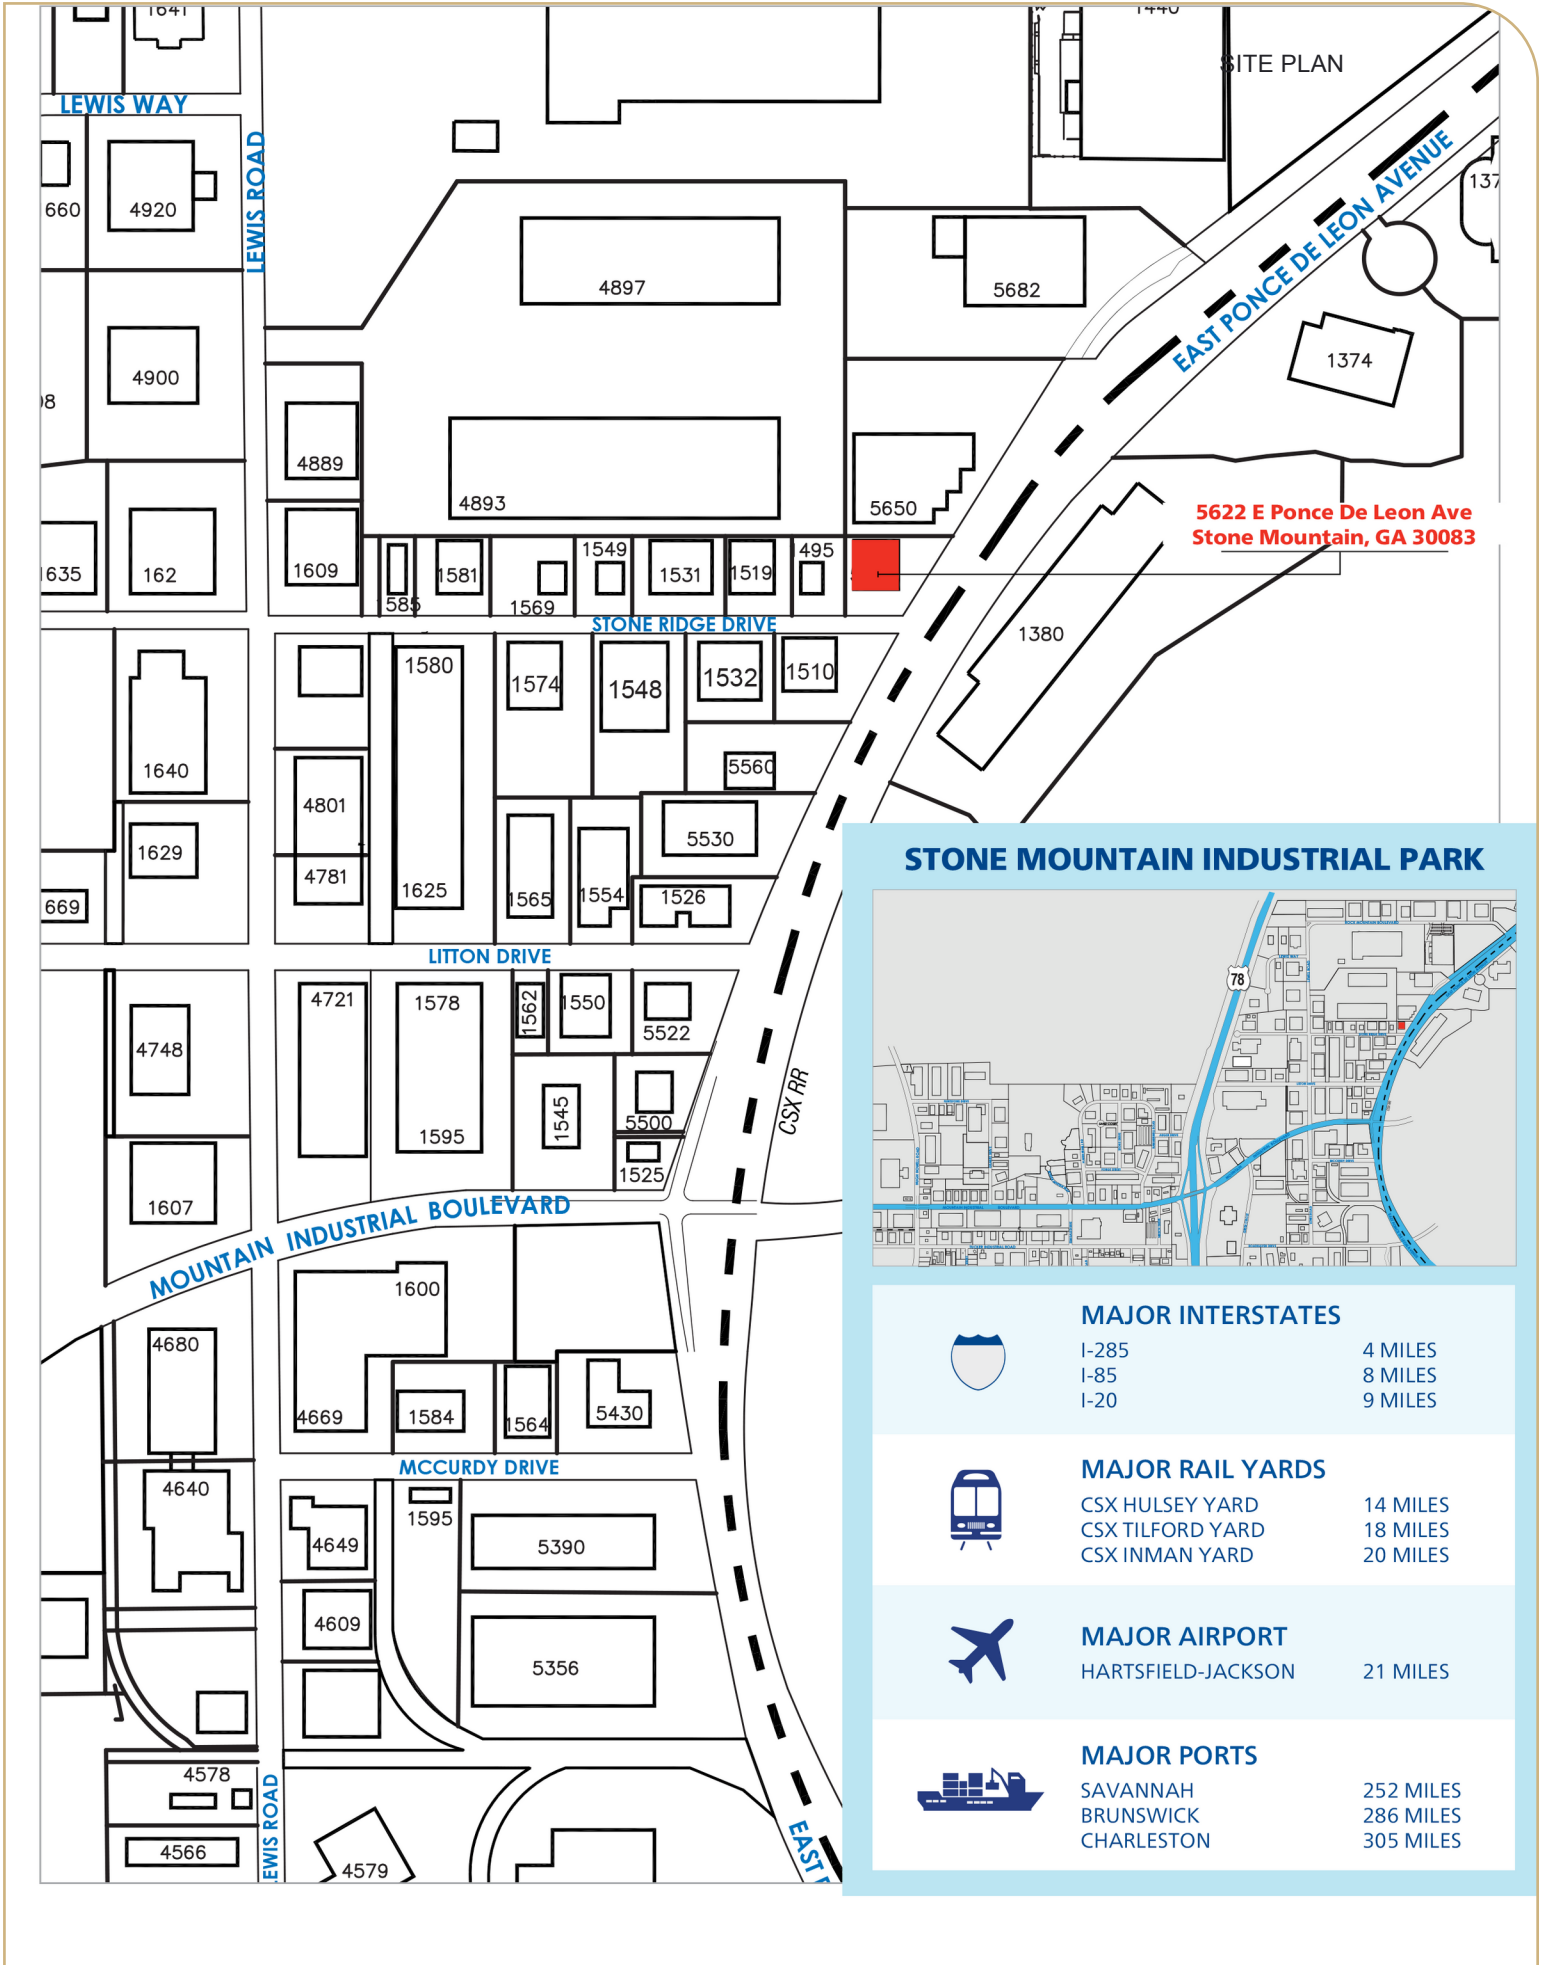 1641
1440
SITE PLAN
LEWIS WAY
LEWIS ROAD
EAST PONCE DE LEON AVENUE
660
4920
137
4897
5682
4900
1374
4889
4893
5650
5622 E Ponce De Leon Ave
Stone Mountain, GA 30083
1635
162
1609
1585
1581
1569
1549
1531
1519
495
STONE RIDGE DRIVE
1380
1580
1574
1548
1532
1510
1640
5560
4801
5530
1629
4781
1625
1565
1554
1526
669
LITTON DRIVE
4721
1578
1562
1550
5522
4748
1545
5500
CSX RR
1595
1525
1607
MOUNTAIN INDUSTRIAL BOULEVARD
1600
4680
4669
1584
1564
5430
MCCURDY DRIVE
4640
1595
4649
5390
4609
5356
4578
LEWIS ROAD
4566
4579
EAST P
STONE MOUNTAIN INDUSTRIAL PARK
78
MAJOR INTERSTATES
I-285 4 MILES
I-85 8 MILES
I-20 9 MILES
MAJOR RAIL YARDS
CSX HULSEY YARD 14 MILES
CSX TILFORD YARD 18 MILES
CSX INMAN YARD 20 MILES
MAJOR AIRPORT
HARTSFIELD-JACKSON 21 MILES
MAJOR PORTS
SAVANNAH 252 MILES
BRUNSWICK 286 MILES
CHARLESTON 305 MILES